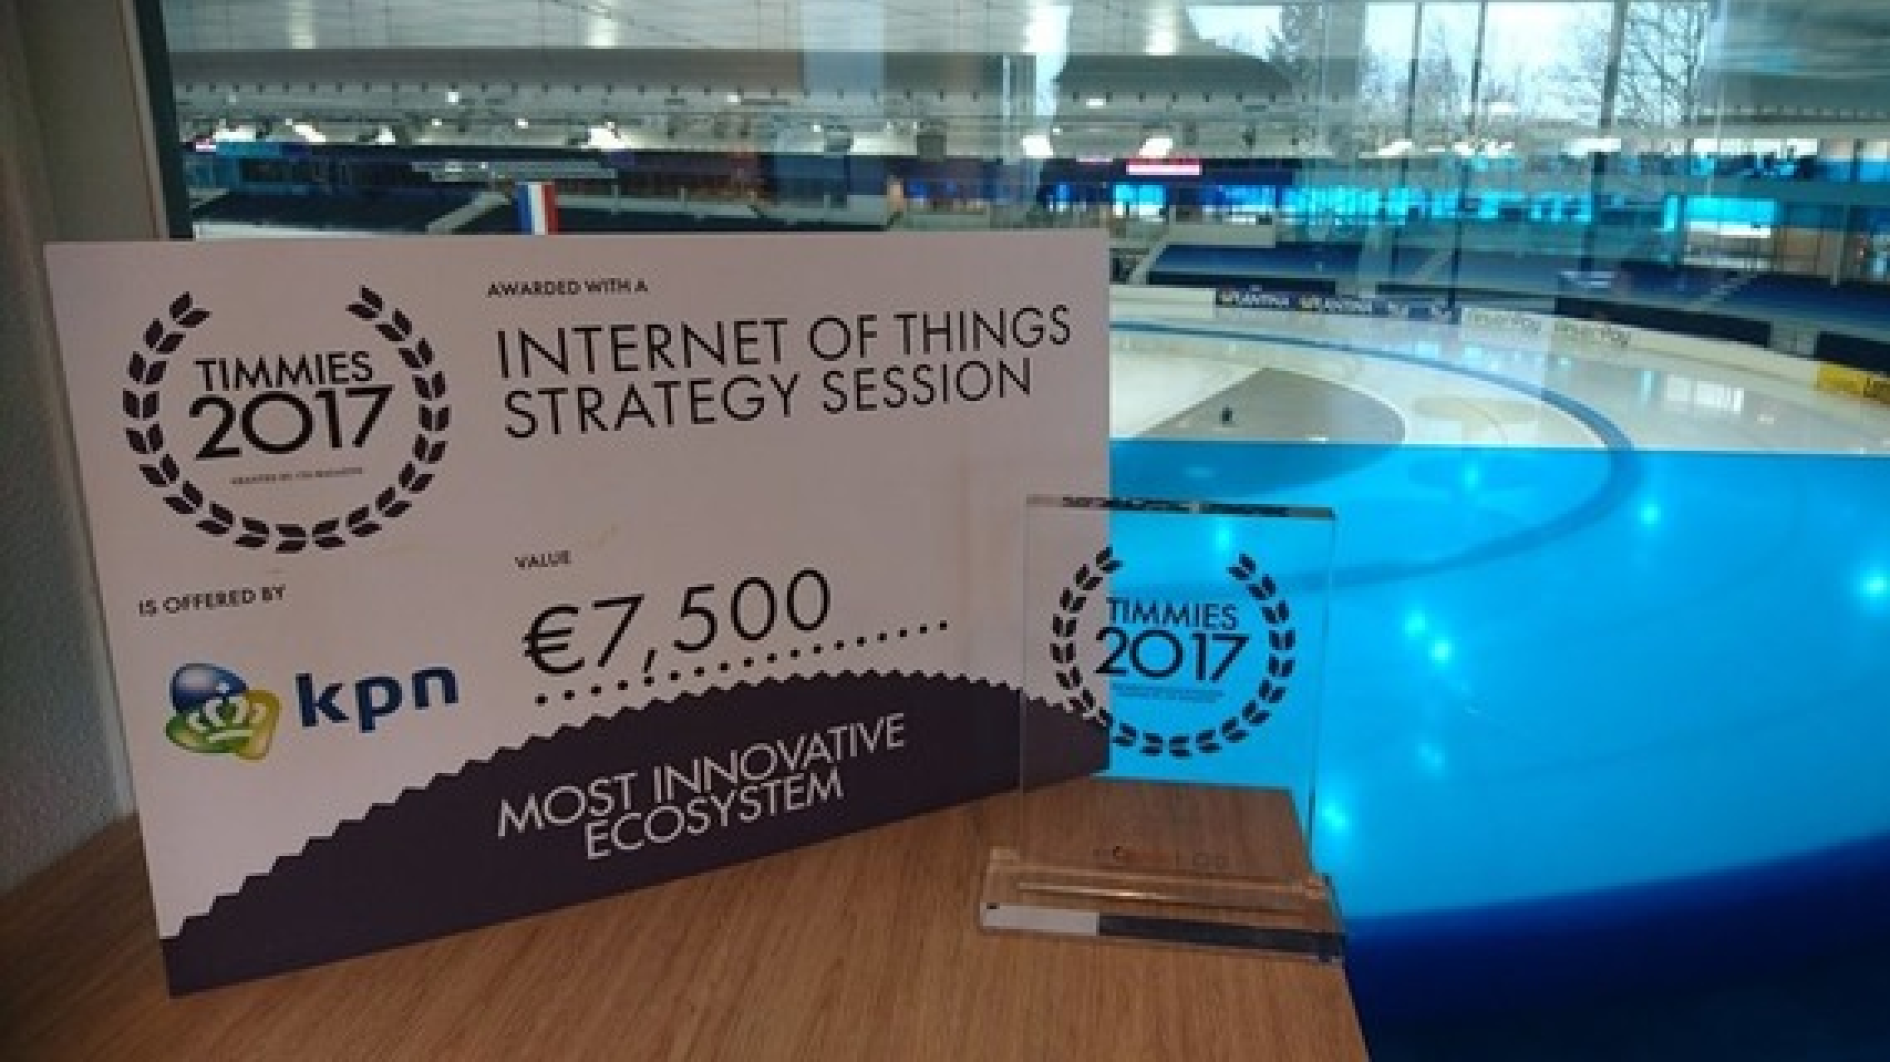 TIMMIES
2017
AWARDED WITH A
INTERNET OF THINGS
STRATEGY SESSION
IS OFFERED BY
kpn
VALUE
€7,500
MOST INNOVATIVE
ECOSYSTEM
TIMMIES
2017